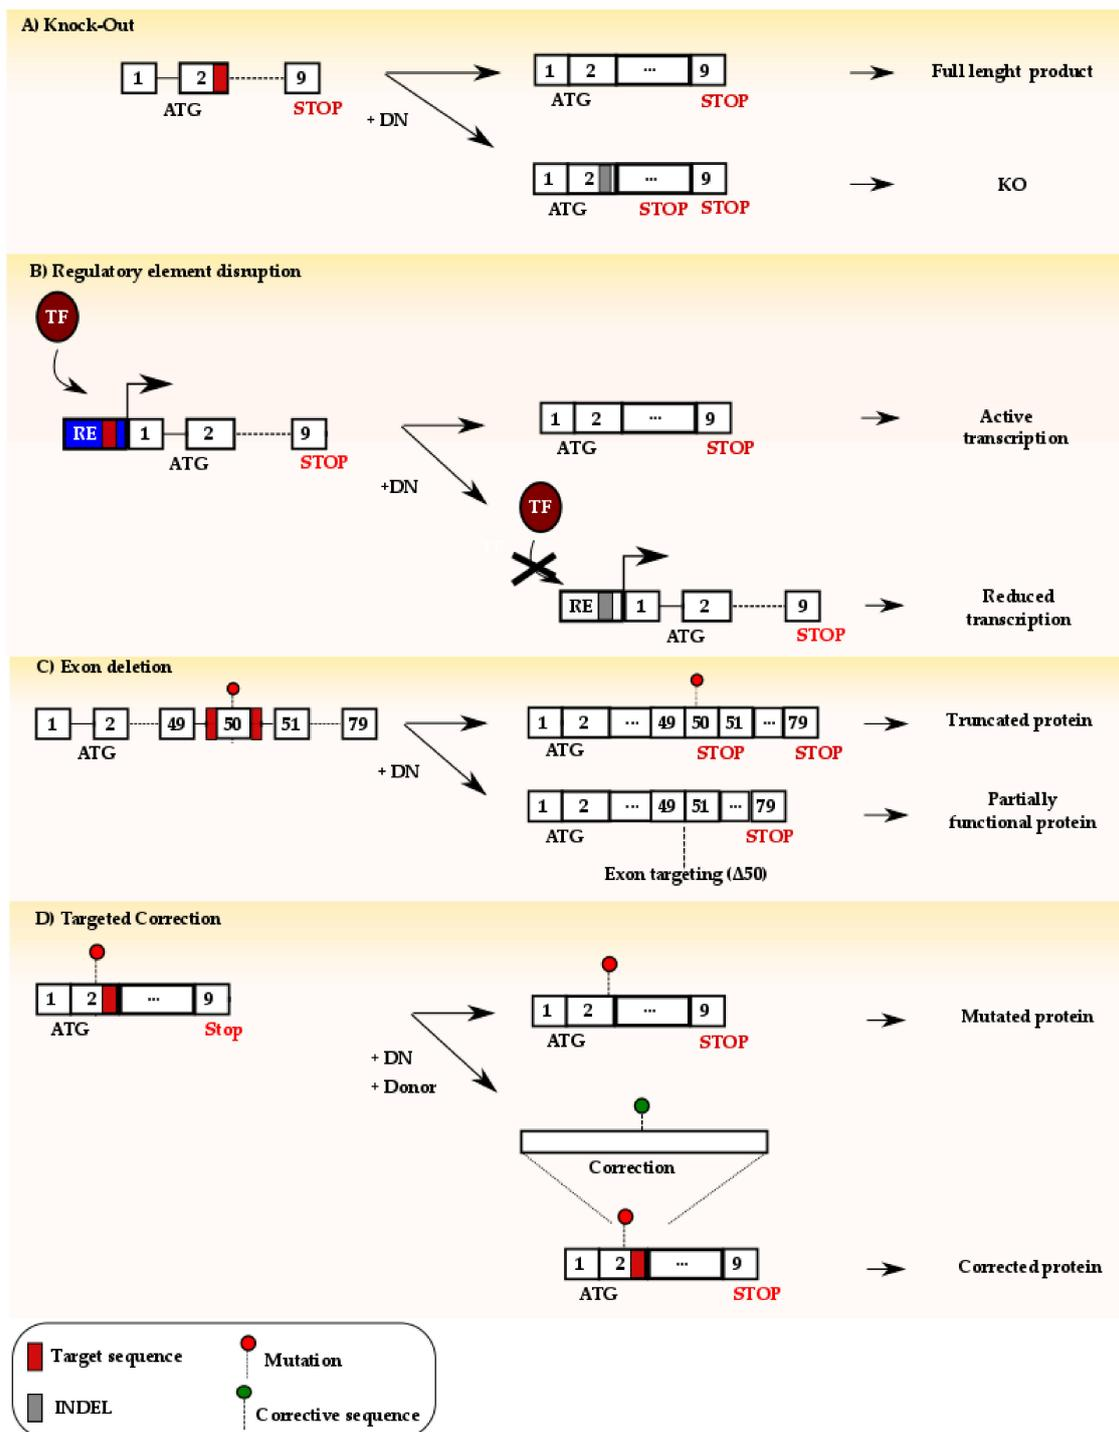 A) Knock-Out
1 2 9
ATG STOP
+ DN
1 2 ... 9
ATG STOP
Full lenght product
1 2 ... 9
ATG STOP STOP
KO
B) Regulatory element disruption
TF
RE 1 2 9
ATG STOP
+DN
1 2 ... 9
ATG STOP
Active
transcription
TF
RE 1 2 9
ATG STOP
Reduced
transcription
C) Exon deletion
1 2 49 50 51 79
ATG
+ DN
1 2 ... 49 50 51 ... 79
ATG STOP STOP
Truncated protein
1 2 ... 49 51 ... 79
ATG STOP
Exon targeting (Δ50)
Partially
functional protein
D) Targeted Correction
1 2 ... 9
ATG Stop
+ DN
+ Donor
1 2 ... 9
ATG STOP
Mutated protein
Correction
1 2 ... 9
ATG STOP
Corrected protein
Target sequence
Mutation
INDEL
Corrective sequence